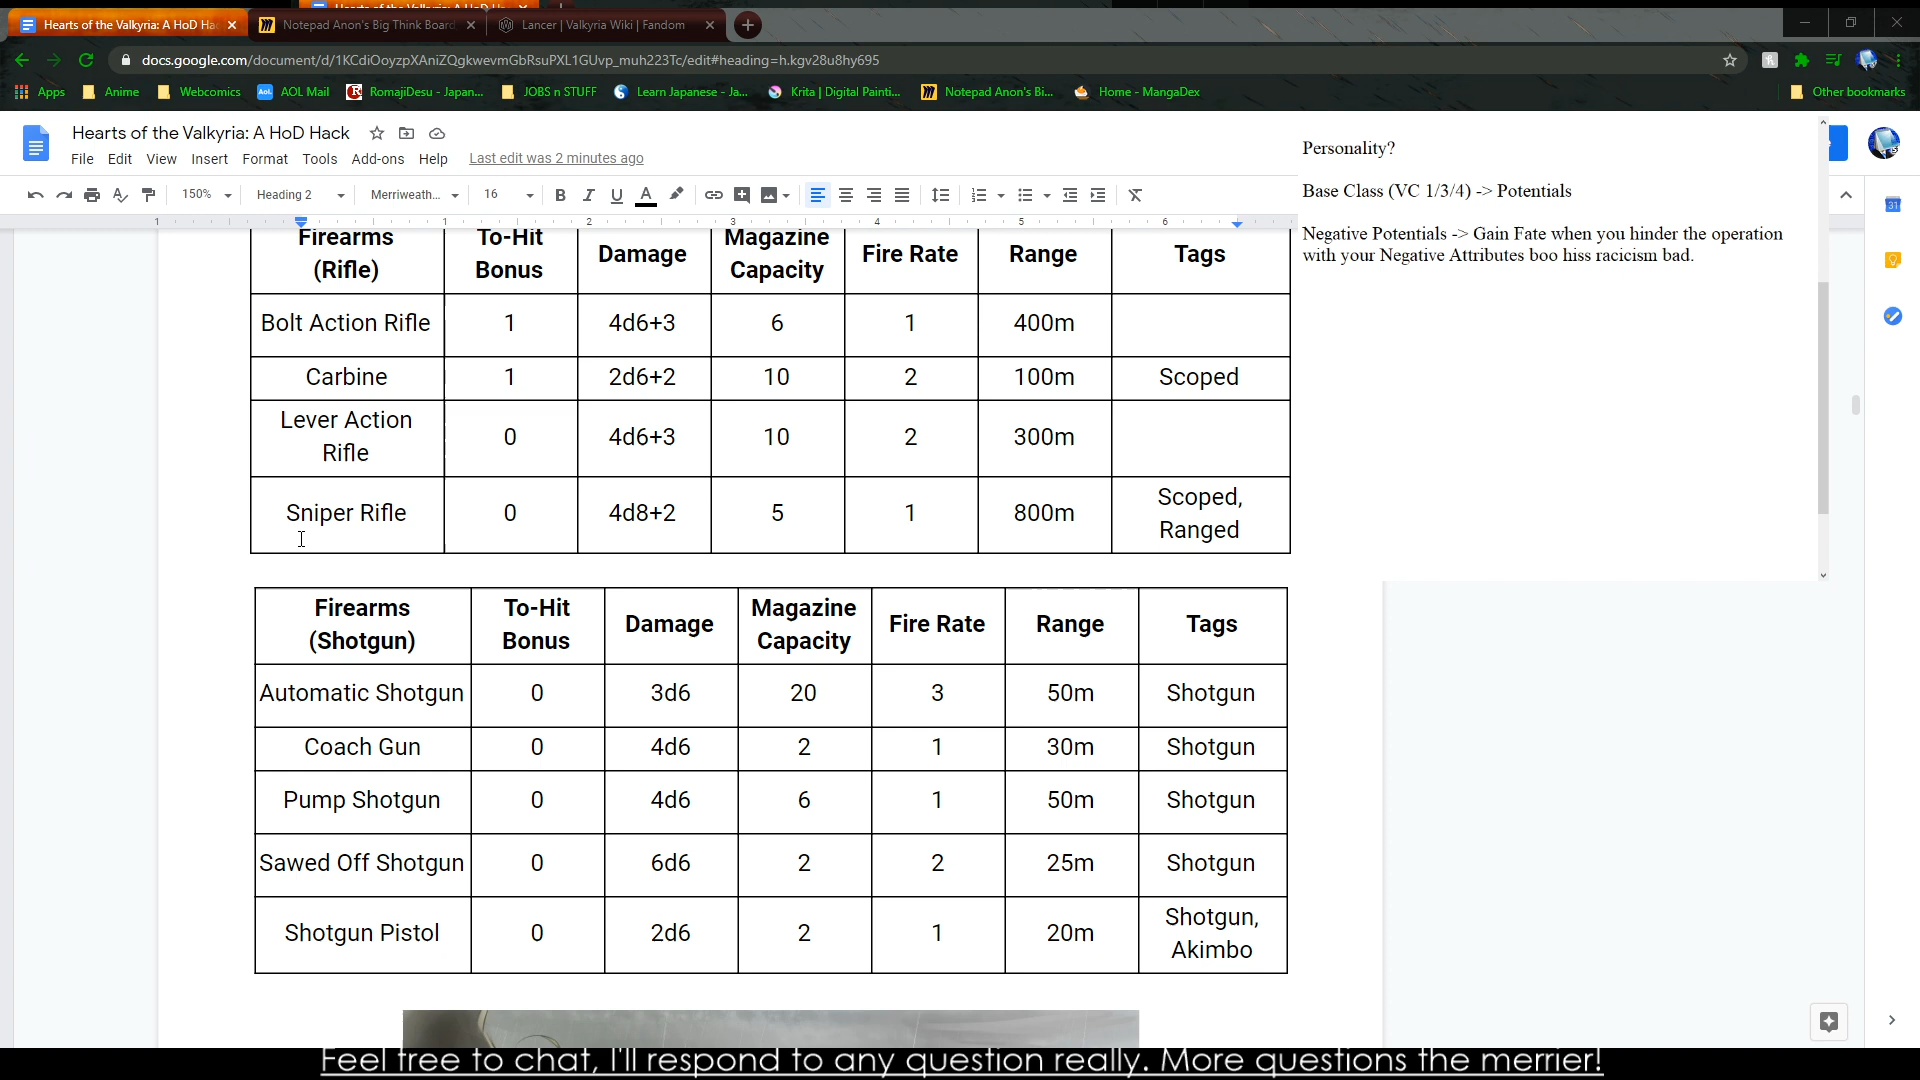 Hearts of the Valkyria: A HoD Ha
Notepad Anon's Big Think Board
Lancer | Valkyria Wiki | Fandom
docs.google.com/document/d/1KCdiOoyzpXAniZQgkwevmGbRsuPXL1GUvp_muh223Tc/edit#heading=h.kgv28u8hy695
Apps Anime Webcomics AOL Mail RomajiDesu - Japan... JOBS n STUFF Learn Japanese - Ja... Krita | Digital Painti... Notepad Anon's Bi... Home - MangaDex Other bookmarks
Hearts of the Valkyria: A HoD Hack
File Edit View Insert Format Tools Add-ons Help Last edit was 2 minutes ago
150% Heading 2 Merriweath... 16
Personality?
Base Class (VC 1/3/4) -> Potentials
Negative Potentials -> Gain Fate when you hinder the operation
with your Negative Attributes boo hiss racicism bad.
1 1 2 3 4 5 6
Firearms (Rifle) To-Hit Bonus Damage Magazine Capacity Fire Rate Range Tags
Bolt Action Rifle 1 4d6+3 6 1 400m
Carbine 1 2d6+2 10 2 100m Scoped
Lever Action Rifle 0 4d6+3 10 2 300m
Sniper Rifle 0 4d8+2 5 1 800m Scoped, Ranged
Firearms (Shotgun) To-Hit Bonus Damage Magazine Capacity Fire Rate Range Tags
Automatic Shotgun 0 3d6 20 3 50m Shotgun
Coach Gun 0 4d6 2 1 30m Shotgun
Pump Shotgun 0 4d6 6 1 50m Shotgun
Sawed Off Shotgun 0 6d6 2 2 25m Shotgun
Shotgun Pistol 0 2d6 2 1 20m Shotgun, Akimbo
Feel free to chat, I'll respond to any question really. More questions the merrier!